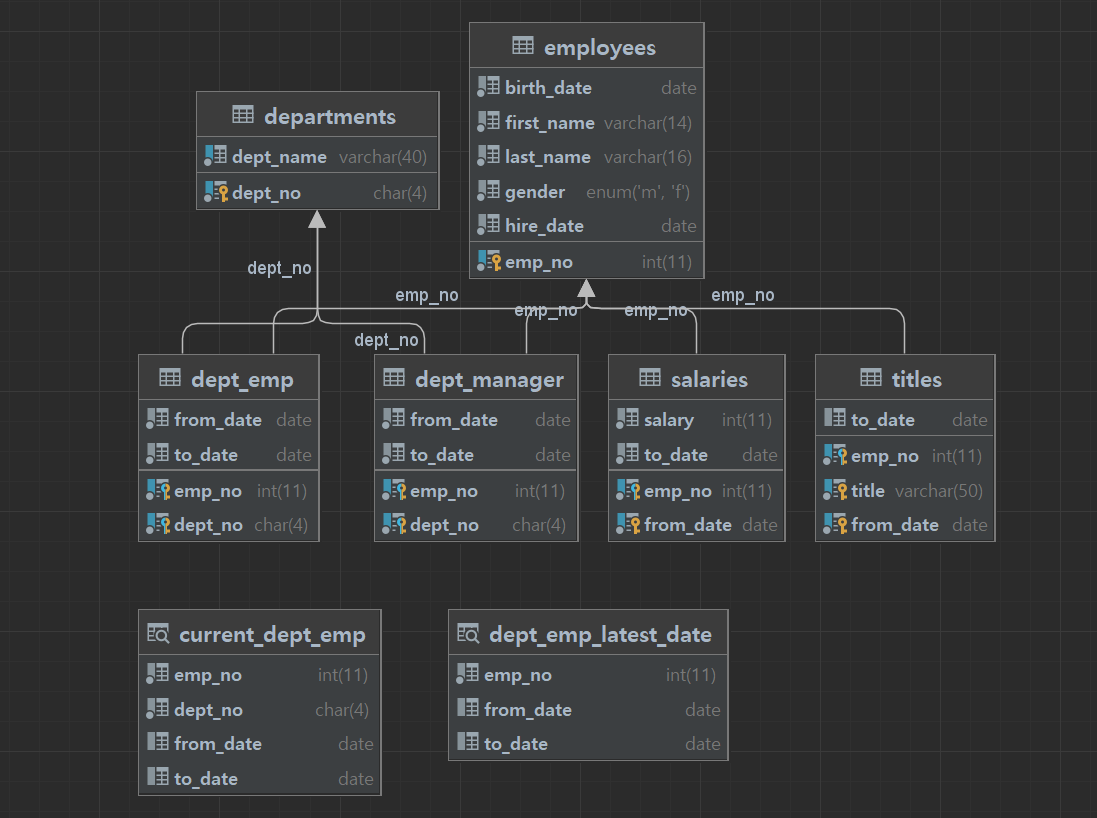 employees
birth_date date
first_name varchar(14)
last_name varchar(16)
gender enum('m', 'f')
hire_date date
emp_no int(11)
departments
dept_name varchar(40)
dept_no char(4)
dept_no
emp_no
emp_no
emp_no
emp_no
dept_no
dept_emp
from_date date
to_date date
emp_no int(11)
dept_no char(4)
dept_manager
from_date date
to_date date
emp_no int(11)
dept_no char(4)
salaries
salary int(11)
to_date date
emp_no int(11)
from_date date
titles
to_date date
emp_no int(11)
title varchar(50)
from_date date
current_dept_emp
emp_no int(11)
dept_no char(4)
from_date date
to_date date
dept_emp_latest_date
emp_no int(11)
from_date date
to_date date